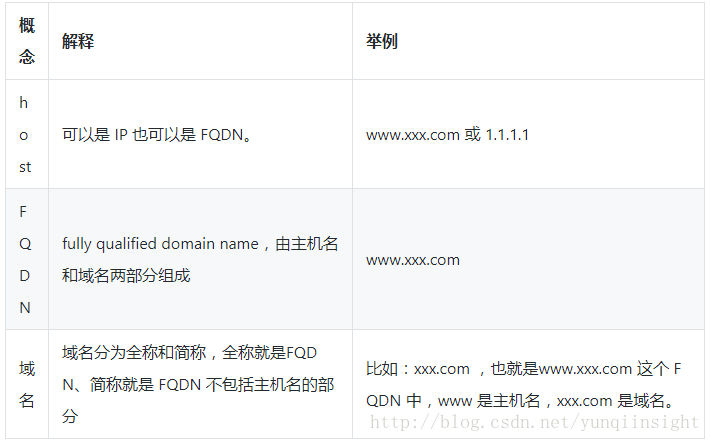 概
念
解释
举例
h
o
st
可以是 IP 也可以是 FQDN。
www.xxx.com 或 1.1.1.1
F
Q
D
N
fully qualified domain name，由主机名
和域名两部分组成
www.xxx.com
域
名
域名分为全称和简称，全称就是FQD
N、简称就是 FQDN 不包括主机名的部
分
比如：xxx.com ，也就是www.xxx.com 这个 F
QDN 中，www 是主机名，xxx.com 是域名。
http://blog.csdn.net/yunqiinsight